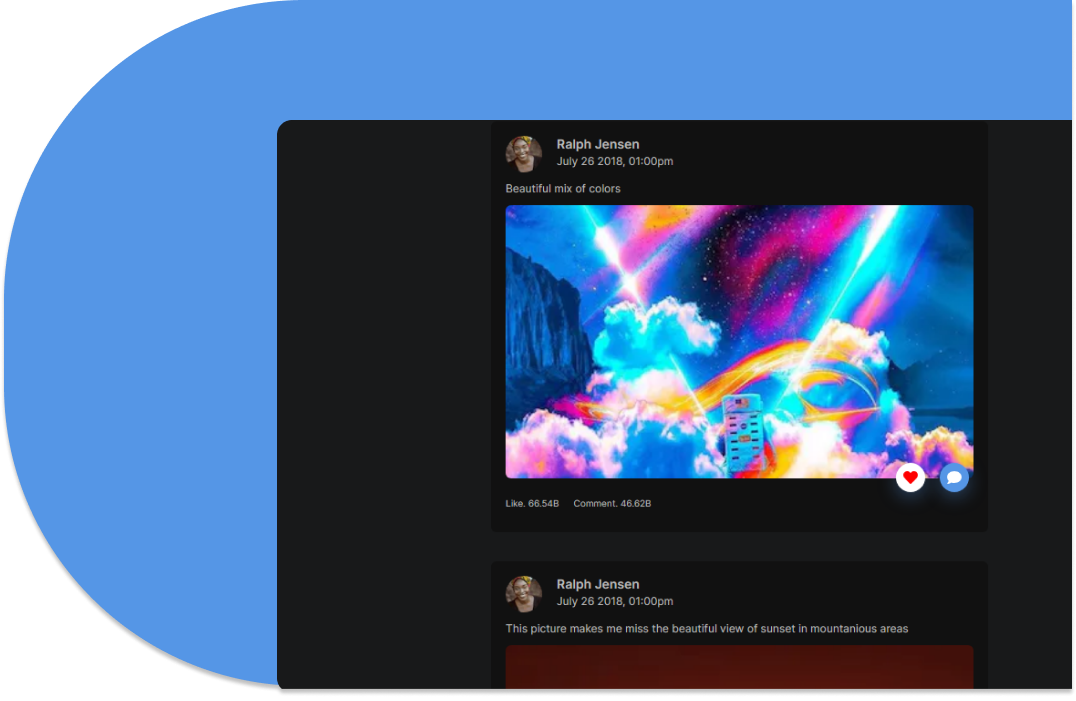 Ralph Jensen
July 26 2018, 01:00pm
Beautiful mix of colors
Like. 66.54B Comment. 46.62B
Ralph Jensen
July 26 2018, 01:00pm
This picture makes me miss the beautiful view of sunset in mountanious areas